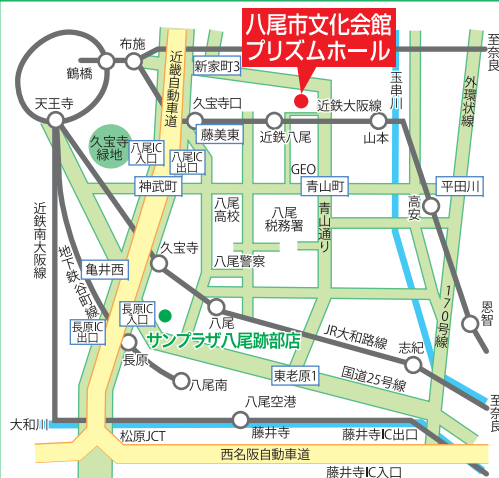 八尾市文化会館
プリズムホール
至奈良
布施
鶴橋
新家町3
近畿自動車道
玉串川
外環状線
天王寺
久宝寺口
近鉄大阪線
久宝寺
緑地
八尾IC
入口
藤美東
近鉄八尾
山本
八尾IC
出口
GEO
神武町
青山町
平田川
八尾
高校
八尾
税務署
青山通り
高安
近鉄南大阪線
地下鉄谷町線
久宝寺
八尾警察
亀井西
170号線
長原IC
入口
八尾
恩智
長原IC
出口
サンプラザ八尾跡部店
JR大和路線
長原
志紀
八尾南
東老原1
国道25号線
至奈良
八尾空港
大和川
松原JCT
藤井寺
藤井寺IC出口
西名阪自動車道
藤井寺IC入口